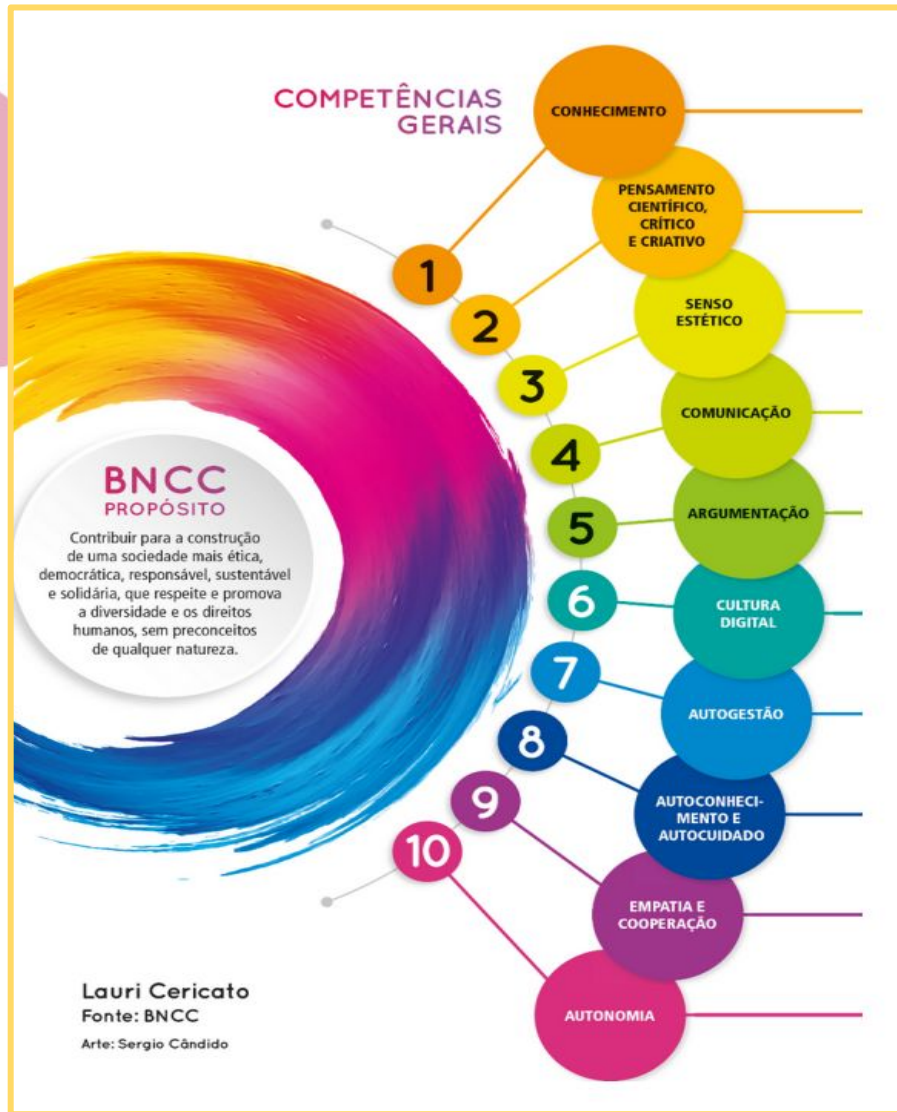 COMPETÊNCIAS
GERAIS
1
CONHECIMENTO
2
PENSAMENTO
CIENTÍFICO,
CRÍTICO
E CRIATIVO
3
SENSO
ESTÉTICO
4
COMUNICAÇÃO
5
ARGUMENTAÇÃO
6
CULTURA
DIGITAL
7
AUTOGESTÃO
8
AUTOCONHECI-
MENTO E
AUTOCUIDADO
9
EMPATIA E
COOPERAÇÃO
10
AUTONOMIA
BNCC
PROPÓSITO
Contribuir para a construção
de uma sociedade mais ética,
democrática, responsável, sustentável
e solidária, que respeite e promova
a diversidade e os direitos
humanos, sem preconceitos
de qualquer natureza.
Lauri Cericato
Fonte: BNCC
Arte: Sergio Cândido